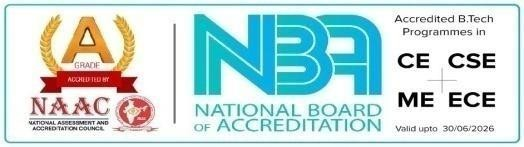 A
GRADE
ACCREDITED BY
NAAC
NATIONAL ASSESSMENT AND
ACCREDITATION COUNCIL
NBA
NATIONAL BOARD
OF ACCREDITATION
Accredited B.Tech
Programmes in
CE CSE
ME ECE
Valid upto 30/06/2026